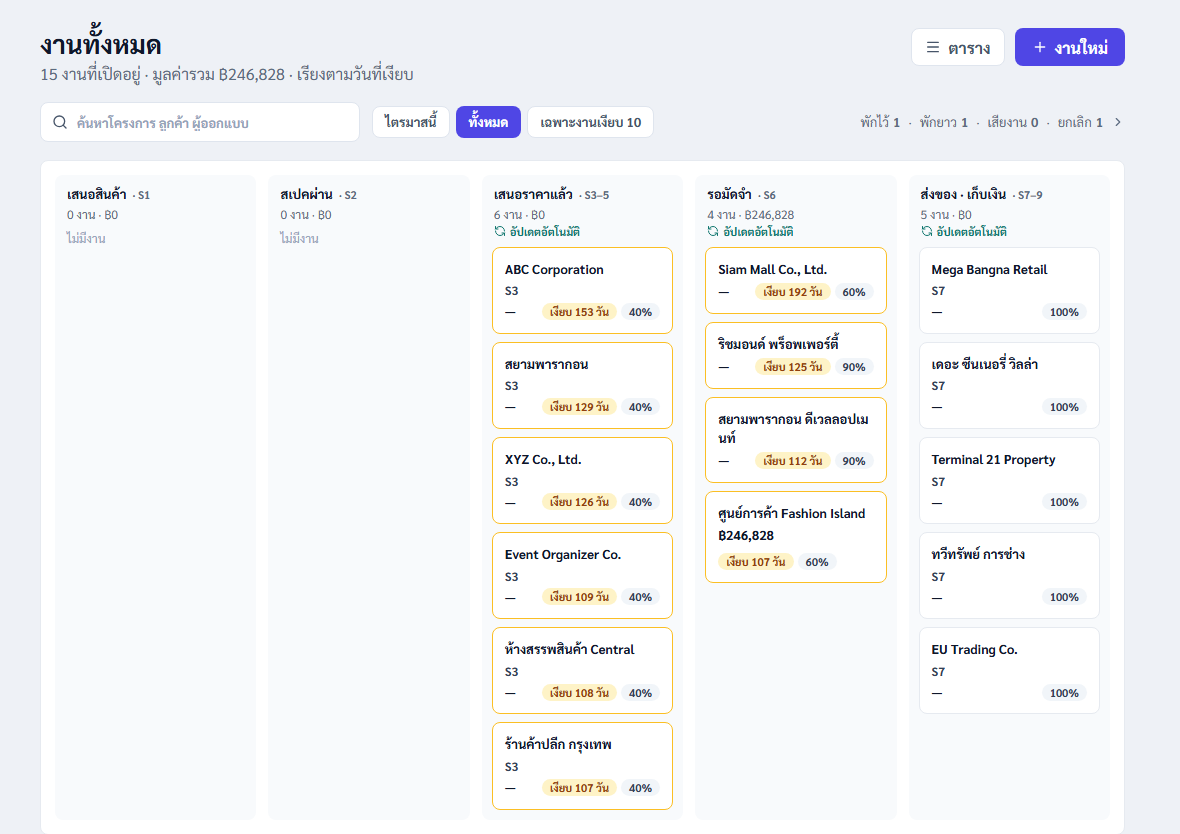 งานทั้งหมด
15 งานที่เปิดอยู่ · มูลค่ารวม ฿246,828 · เรียงตามวันที่เงียบ
ตาราง
+ งานใหม่
ค้นหาโครงการ ลูกค้า ผู้ออกแบบ
ไตรมาสนี้
ทั้งหมด
เฉพาะงานเงียบ 10
พักไว้ 1 · พักยาว 1 · เสียงาน 0 · ยกเลิก 1
เสนอสินค้า · S1
0 งาน · ฿0
ไม่มีงาน
สเปคผ่าน · S2
0 งาน · ฿0
ไม่มีงาน
เสนอราคาแล้ว · S3–5
6 งาน · ฿0
อัปเดตอัตโนมัติ
ABC Corporation
S3
— เงียบ 153 วัน 40%
สยามพารากอน
S3
— เงียบ 129 วัน 40%
XYZ Co., Ltd.
S3
— เงียบ 126 วัน 40%
Event Organizer Co.
S3
— เงียบ 109 วัน 40%
ห้างสรรพสินค้า Central
S3
— เงียบ 108 วัน 40%
ร้านค้าปลีก กรุงเทพ
S3
— เงียบ 107 วัน 40%
รอมัดจำ · S6
4 งาน · ฿246,828
อัปเดตอัตโนมัติ
Siam Mall Co., Ltd.
— เงียบ 192 วัน 60%
ริชมอนด์ พร็อพเพอร์ตี้
— เงียบ 125 วัน 90%
สยามพารากอน ดีเวลลอปเม
นท์
— เงียบ 112 วัน 90%
ศูนย์การค้า Fashion Island
฿246,828
เงียบ 107 วัน 60%
ส่งของ · เก็บเงิน · S7–9
5 งาน · ฿0
อัปเดตอัตโนมัติ
Mega Bangna Retail
S7
— 100%
เดอะ ซีนเนอรี่ วิลล่า
S7
— 100%
Terminal 21 Property
S7
— 100%
ทวีทรัพย์ การช่าง
S7
— 100%
EU Trading Co.
S7
— 100%